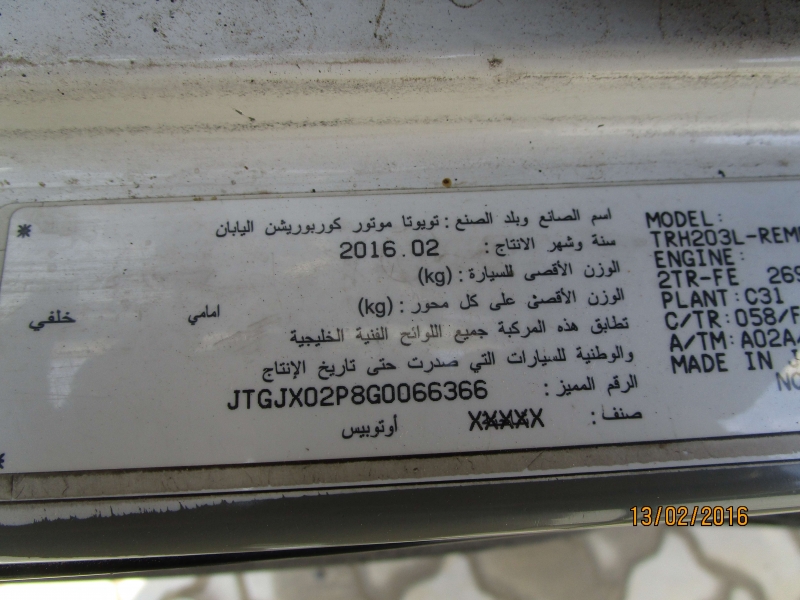 اسم الصانع وبلد الصنع : تويوتا موتور كوربوريشن اليابان
سنة وشهر الانتاج : 2016.02
الوزن الأقصى للسيارة : (kg)
الوزن الأقصى على كل محور : (kg) امامي خلفي
تطابق هذه المركبة جميع اللوائح الفنية الخليجية
والوطنية للسيارات التي صدرت حتى تاريخ الإنتاج
الرقم المميز : JTGJX02P8G0066366
صنف : XXXXX أوتوبيس
MODEL:
TRH203L-REM
ENGINE:
2TR-FE 269
PLANT:C31
C/TR:058/F
A/TM:A02A/
MADE IN
NO
13/02/2016